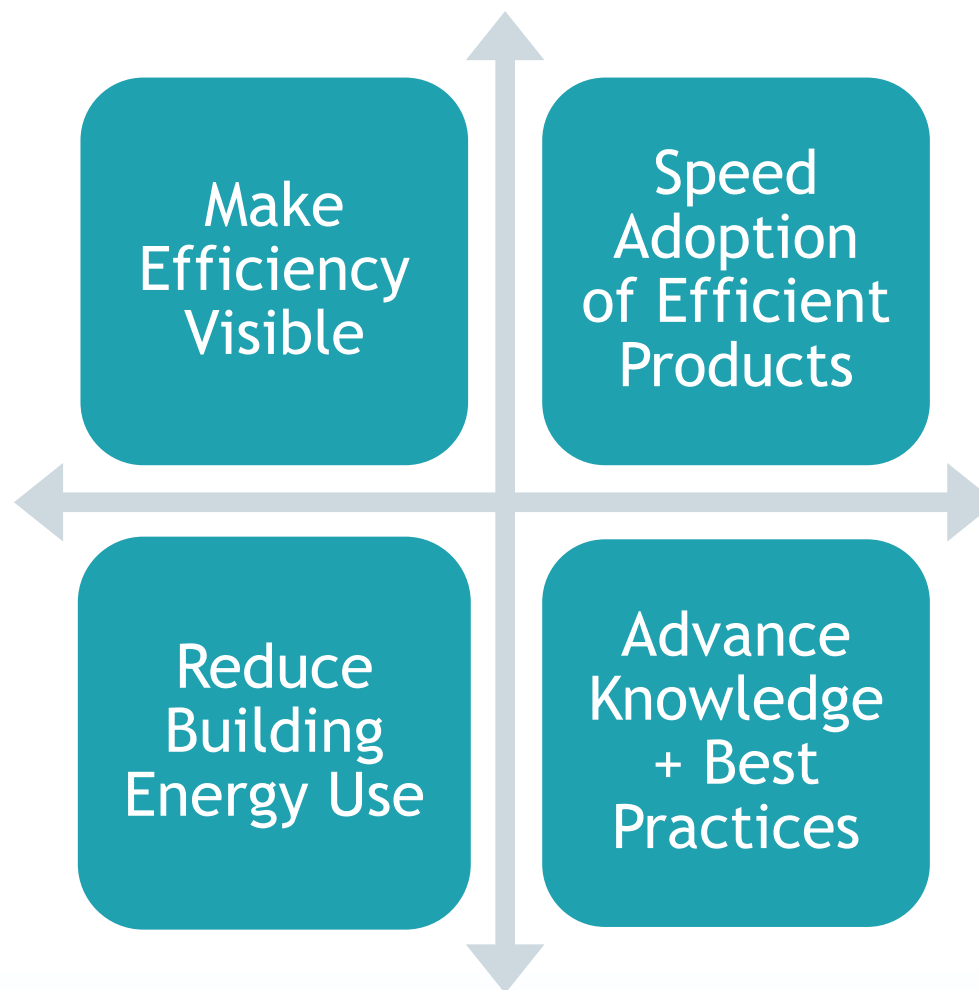 Make
Efficiency
Visible
Speed
Adoption
of Efficient
Products
Reduce
Building
Energy Use
Advance
Knowledge
+ Best
Practices